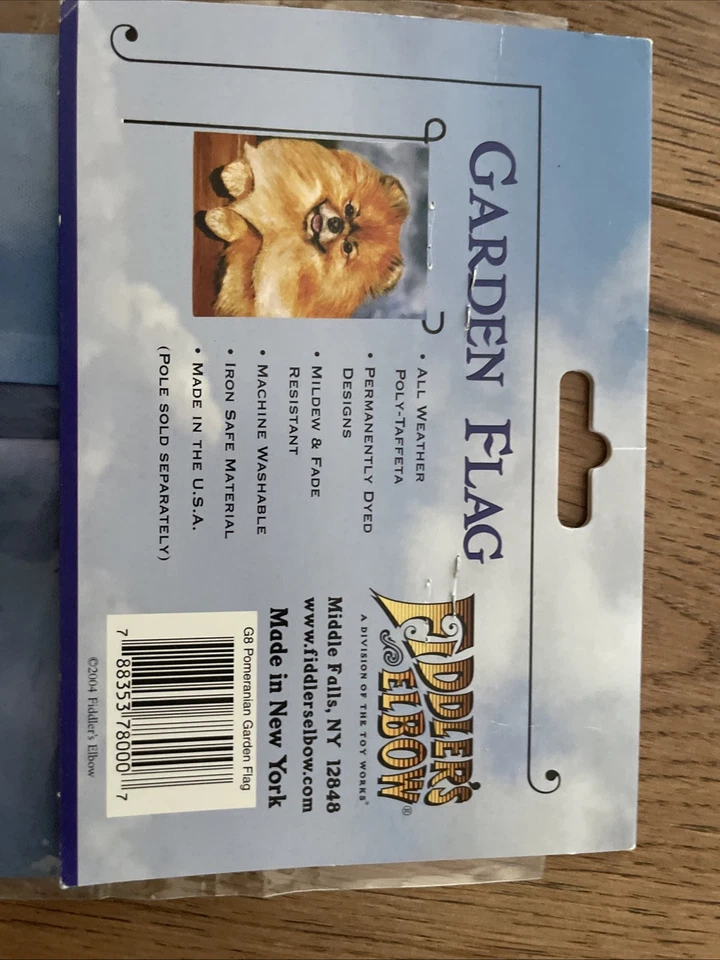 GARDEN FLAG
• ALL WEATHER
POLY-TAFFETA
• PERMANENTLY DYED
DESIGNS
• MILDEW & FADE
RESISTANT
• MACHINE WASHABLE
• IRON SAFE MATERIAL
• MADE IN THE U.S.A.
(POLE SOLD SEPARATELY)
FIDDLER'S
ELBOW®
A DIVISION OF THE TOY WORKS®
Middle Falls, NY 12848
www.fiddlerselbow.com
Made in New York
G8 Pomeranian Garden Flag
7 88353 78000 7
©2004 Fiddler's Elbow